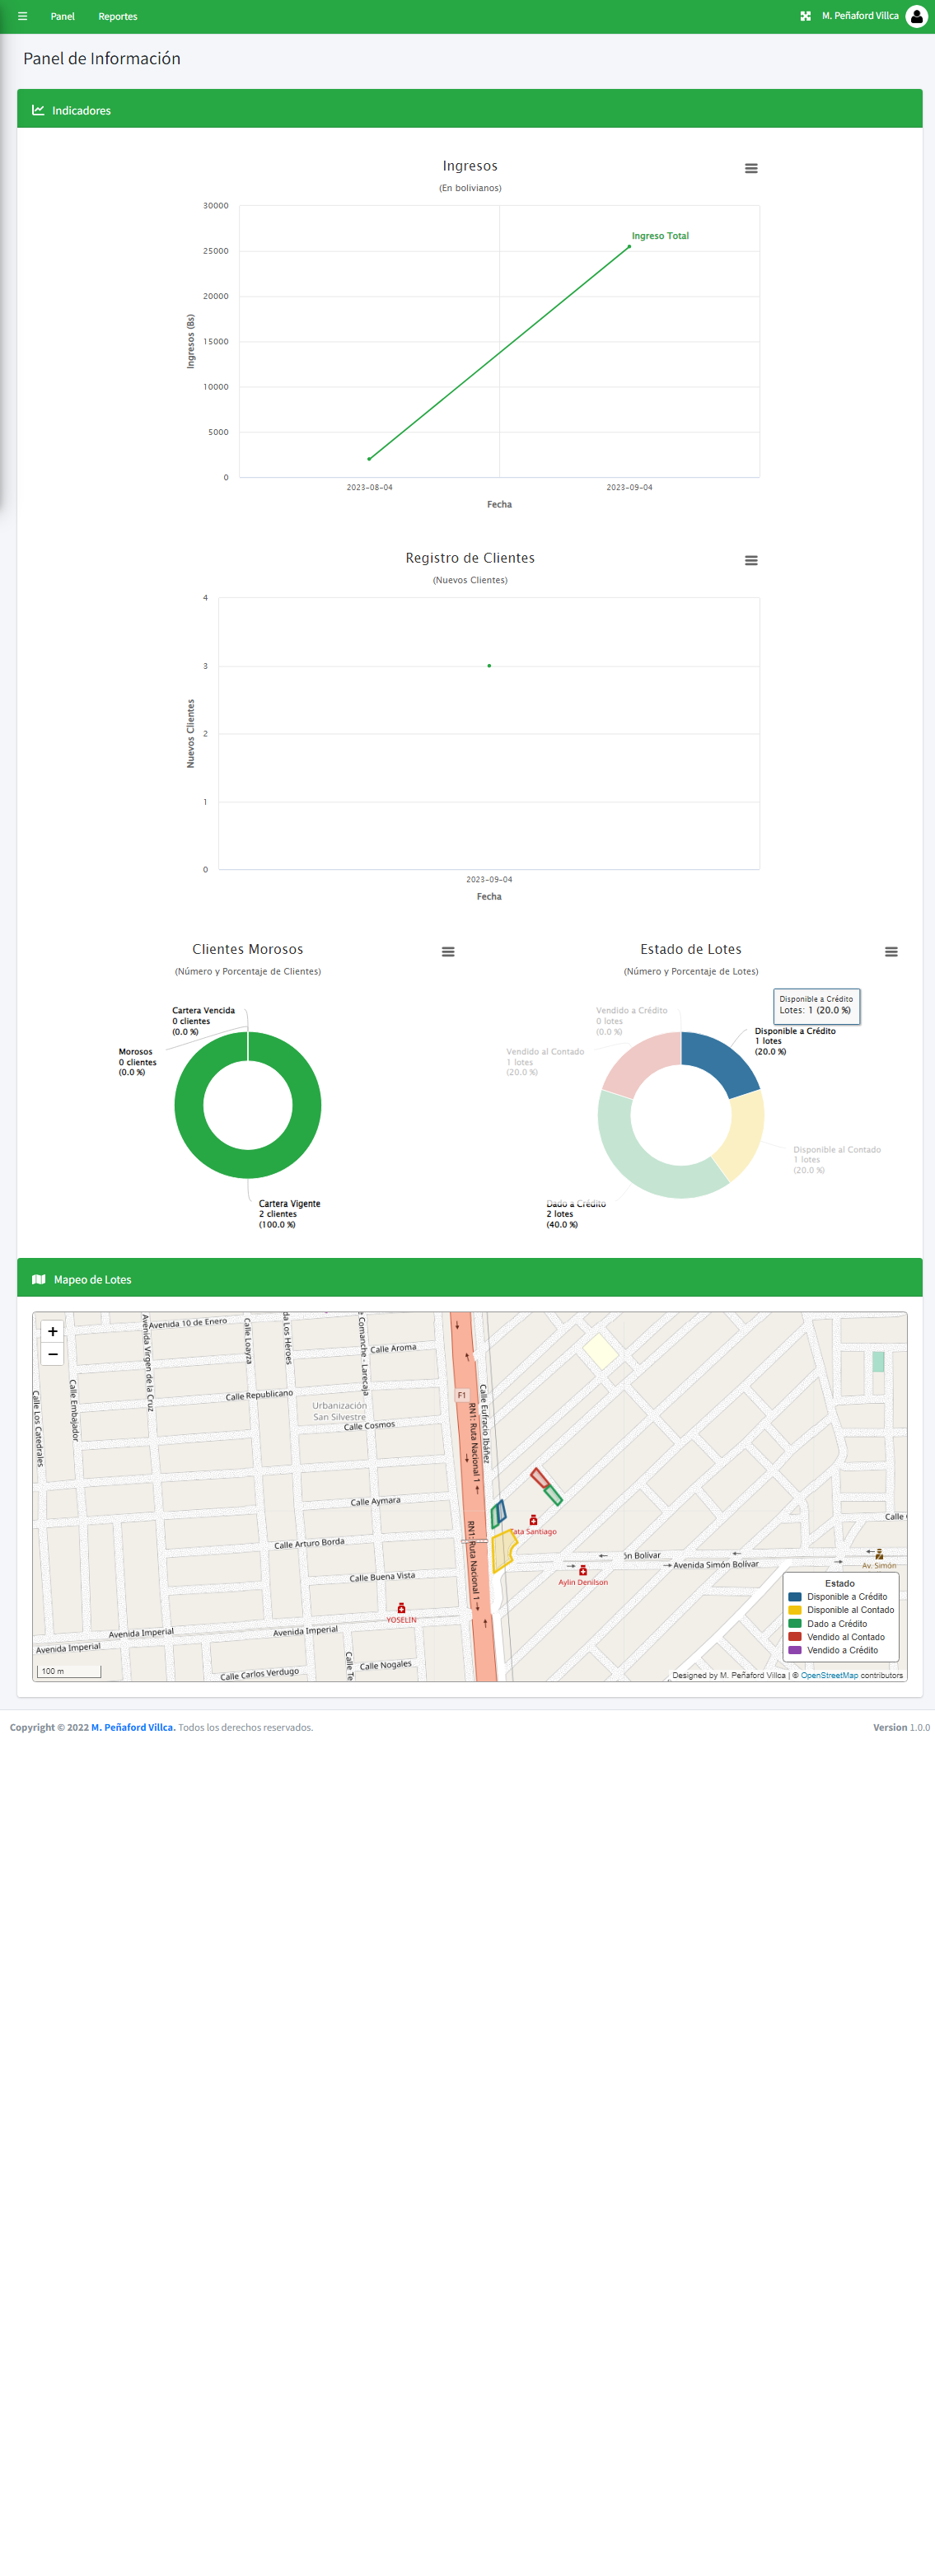 Panel Reportes M. Peñaford Villca
Panel de Información
Indicadores
Ingresos
(En bolivianos)
30000
25000
20000
15000
10000
5000
0
Ingresos (Bs)
Ingreso Total
2023-08-04 2023-09-04
Fecha
Registro de Clientes
(Nuevos Clientes)
4
3
2
1
0
Nuevos Clientes
2023-09-04
Fecha
Clientes Morosos
(Número y Porcentaje de Clientes)
Cartera Vencida
0 clientes
(0.0 %)
Morosos
0 clientes
(0.0 %)
Cartera Vigente
2 clientes
(100.0 %)
Estado de Lotes
(Número y Porcentaje de Lotes)
Disponible a Crédito
Lotes: 1 (20.0 %)
Vendido a Crédito
0 lotes
(0.0 %)
Disponible a Crédito
1 lotes
(20.0 %)
Vendido al Contado
1 lotes
(20.0 %)
Disponible al Contado
1 lotes
(20.0 %)
Dado a Crédito
2 lotes
(40.0 %)
Mapeo de Lotes
+
−
Avenida 10 de Enero
Avenida Virgen de la Cruz
Calle Loayza
da Los Héroes
e Comanche - Larecaja
Calle Aroma
Calle Los Catedrales
Calle Embajador
Calle Republicano
Urbanización
San Silvestre
Calle Cosmos
F1
Calle Eufracio Ibáñez
RN1: Ruta Nacional 1
Calle Aymara
Calle Arturo Borda
Calle Buena Vista
RN1: Ruta Nacional 1
Tata Santiago
Calle
ón Bolívar
Avenida Simón Bolívar
Av. Simón
Aylin Denilson
YOSELIN
Avenida Imperial
Avenida Imperial
Avenida Imperial
Calle Te
Calle Nogales
Calle Carlos Verdugo
100 m
Estado
Disponible a Crédito
Disponible al Contado
Dado a Crédito
Vendido al Contado
Vendido a Crédito
Designed by M. Peñaford Villca | © OpenStreetMap contributors
Copyright © 2022 M. Peñaford Villca. Todos los derechos reservados. Version 1.0.0